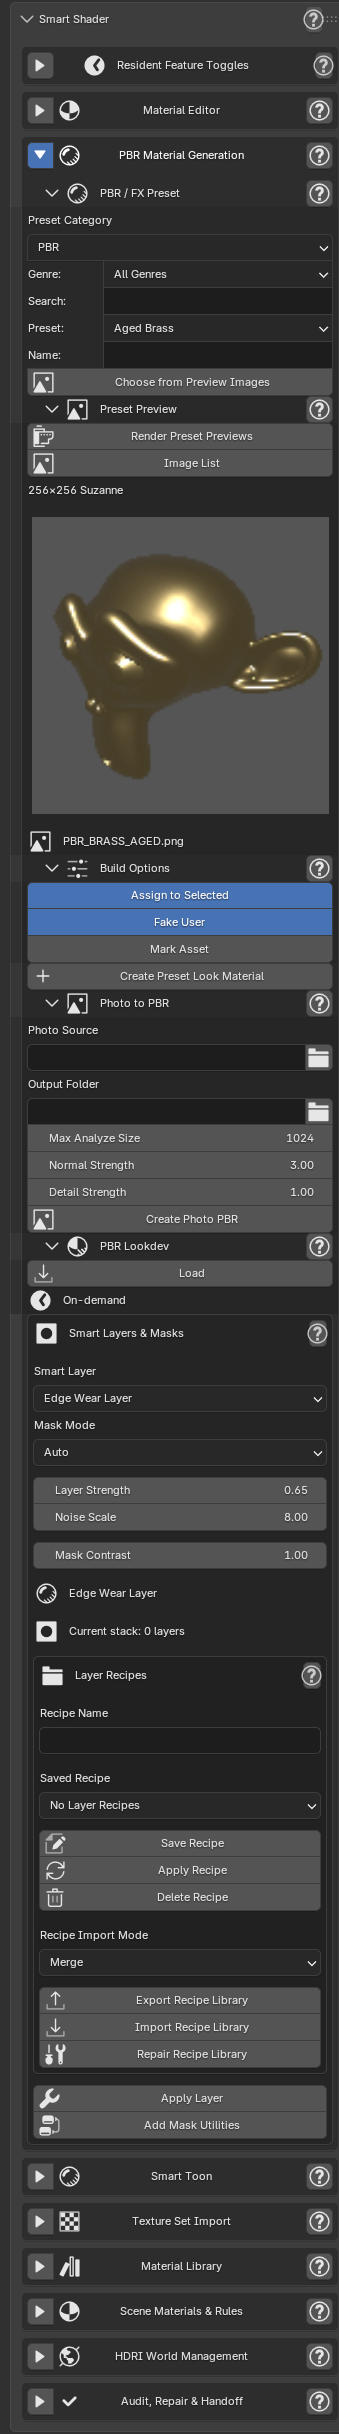 Smart Shader
Resident Feature Toggles
Material Editor
PBR Material Generation
PBR / FX Preset
Preset Category
PBR
Genre: All Genres
Search:
Preset: Aged Brass
Name:
Choose from Preview Images
Preset Preview
Render Preset Previews
Image List
256×256 Suzanne
PBR_BRASS_AGED.png
Build Options
Assign to Selected
Fake User
Mark Asset
Create Preset Look Material
Photo to PBR
Photo Source
Output Folder
Max Analyze Size 1024
Normal Strength 3.00
Detail Strength 1.00
Create Photo PBR
PBR Lookdev
Load
On-demand
Smart Layers & Masks
Smart Layer
Edge Wear Layer
Mask Mode
Auto
Layer Strength 0.65
Noise Scale 8.00
Mask Contrast 1.00
Edge Wear Layer
Current stack: 0 layers
Layer Recipes
Recipe Name
Saved Recipe
No Layer Recipes
Save Recipe
Apply Recipe
Delete Recipe
Recipe Import Mode
Merge
Export Recipe Library
Import Recipe Library
Repair Recipe Library
Apply Layer
Add Mask Utilities
Smart Toon
Texture Set Import
Material Library
Scene Materials & Rules
HDRI World Management
Audit, Repair & Handoff